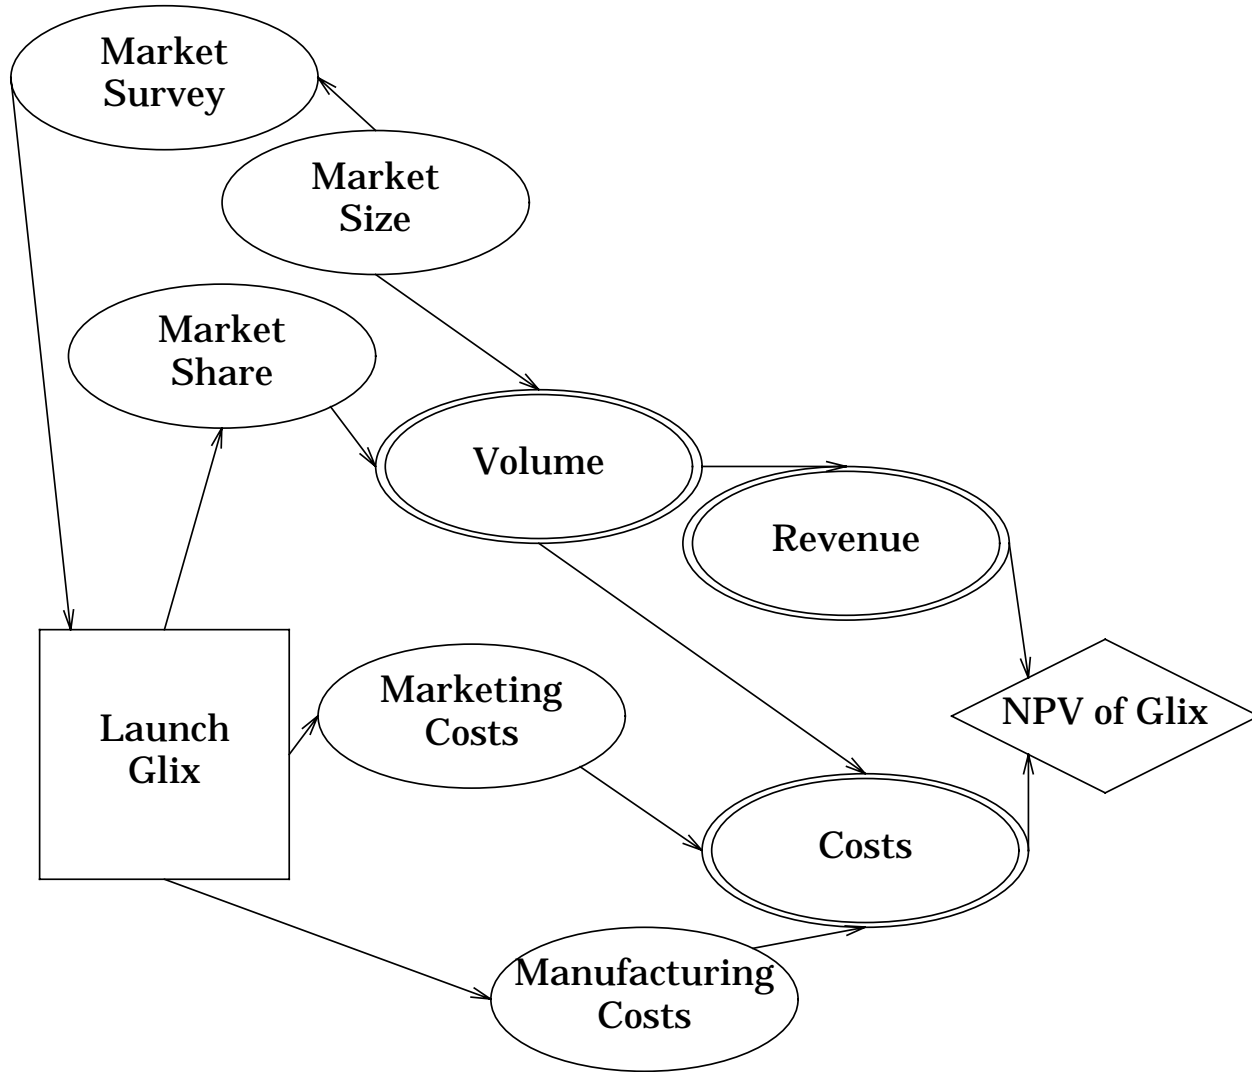 Market
Survey
Market
Size
Market
Share
Volume
Revenue
Marketing
Costs
NPV of Glix
Launch
Glix
Costs
Manufacturing
Costs